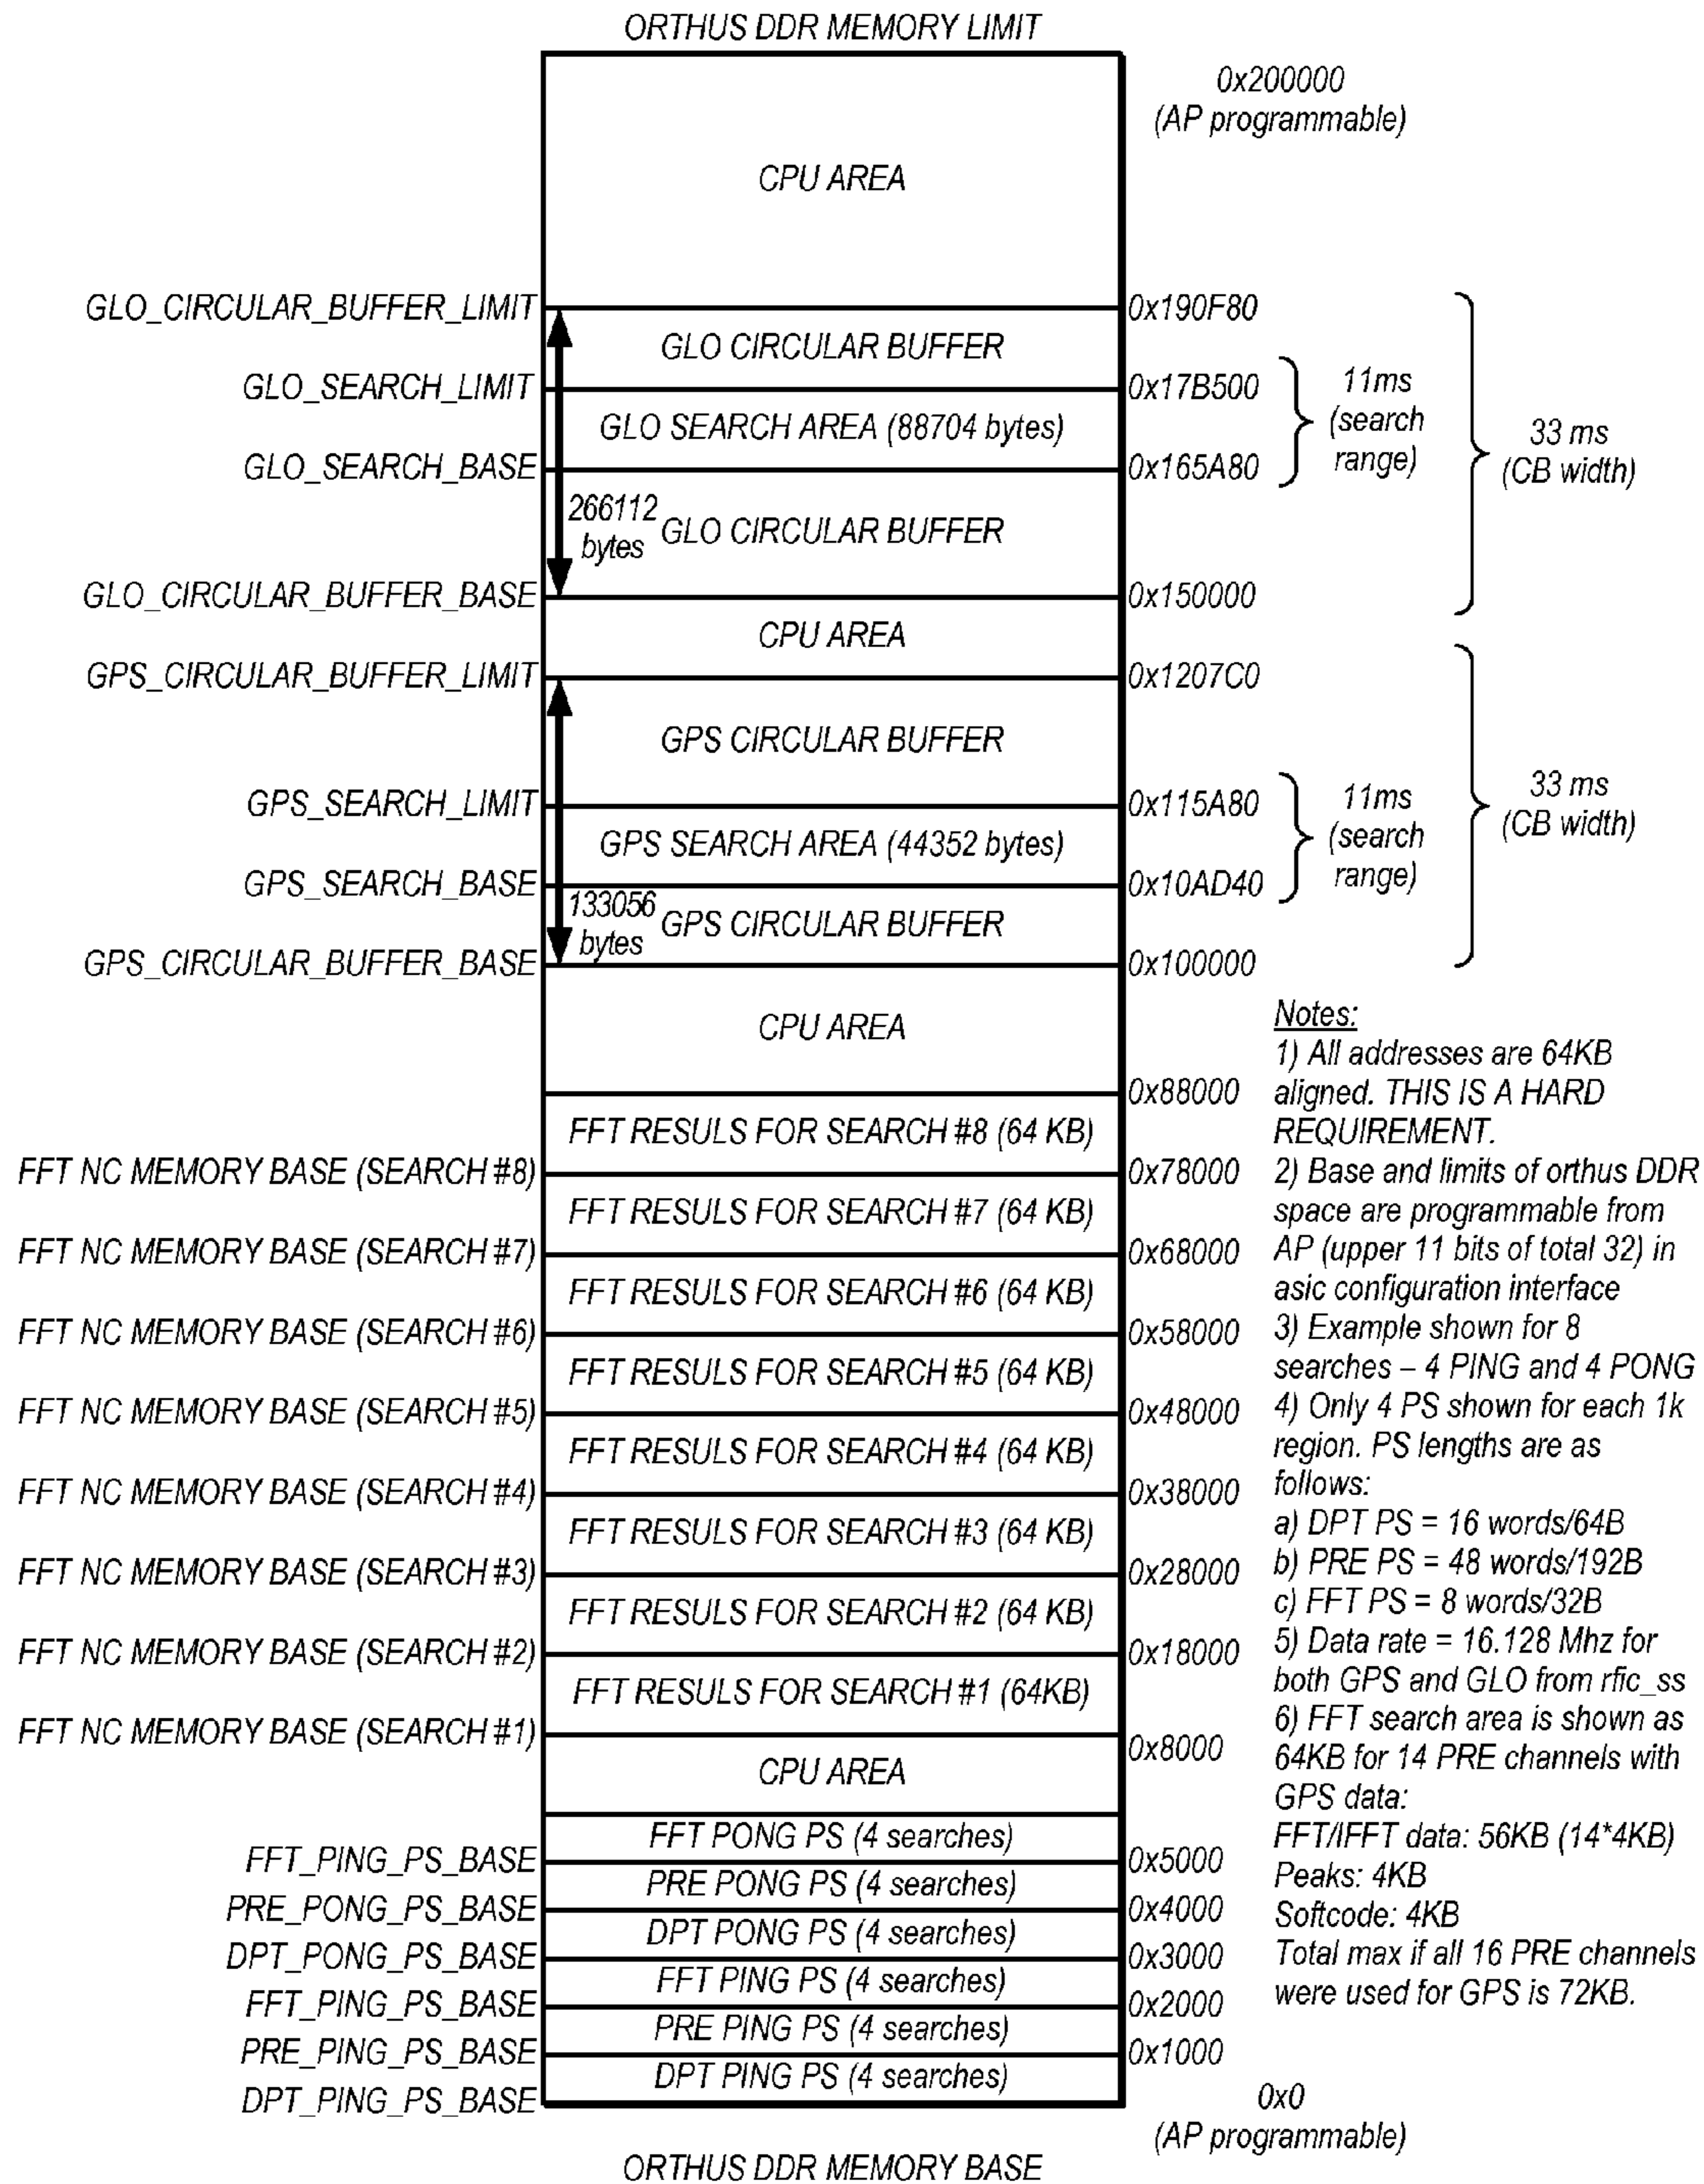 ORTHUS DDR MEMORY LIMIT
0x200000
(AP programmable)
CPU AREA
GLO_CIRCULAR_BUFFER_LIMIT
0x190F80
GLO CIRCULAR BUFFER
GLO_SEARCH_LIMIT
0x17B500
GLO SEARCH AREA (88704 bytes)
11ms
(search
range)
GLO_SEARCH_BASE
0x165A80
33 ms
(CB width)
266112
bytes
GLO CIRCULAR BUFFER
GLO_CIRCULAR_BUFFER_BASE
0x150000
CPU AREA
GPS_CIRCULAR_BUFFER_LIMIT
0x1207C0
GPS CIRCULAR BUFFER
GPS_SEARCH_LIMIT
0x115A80
GPS SEARCH AREA (44352 bytes)
11ms
(search
range)
33 ms
(CB width)
GPS_SEARCH_BASE
0x10AD40
133056
bytes
GPS CIRCULAR BUFFER
GPS_CIRCULAR_BUFFER_BASE
0x100000
CPU AREA
0x88000
FFT RESULS FOR SEARCH #8 (64 KB)
FFT NC MEMORY BASE (SEARCH #8)
0x78000
FFT RESULS FOR SEARCH #7 (64 KB)
FFT NC MEMORY BASE (SEARCH #7)
0x68000
FFT RESULS FOR SEARCH #6 (64 KB)
FFT NC MEMORY BASE (SEARCH #6)
0x58000
FFT RESULS FOR SEARCH #5 (64 KB)
FFT NC MEMORY BASE (SEARCH #5)
0x48000
FFT RESULS FOR SEARCH #4 (64 KB)
FFT NC MEMORY BASE (SEARCH #4)
0x38000
FFT RESULS FOR SEARCH #3 (64 KB)
FFT NC MEMORY BASE (SEARCH #3)
0x28000
FFT RESULS FOR SEARCH #2 (64 KB)
FFT NC MEMORY BASE (SEARCH #2)
0x18000
FFT RESULS FOR SEARCH #1 (64KB)
FFT NC MEMORY BASE (SEARCH #1)
0x8000
CPU AREA
FFT PONG PS (4 searches)
FFT_PING_PS_BASE
0x5000
PRE PONG PS (4 searches)
PRE_PONG_PS_BASE
0x4000
DPT PONG PS (4 searches)
DPT_PONG_PS_BASE
0x3000
FFT PING PS (4 searches)
FFT_PING_PS_BASE
0x2000
PRE PING PS (4 searches)
PRE_PING_PS_BASE
0x1000
DPT PING PS (4 searches)
DPT_PING_PS_BASE
0x0
(AP programmable)
ORTHUS DDR MEMORY BASE
Notes:
1) All addresses are 64KB
aligned. THIS IS A HARD
REQUIREMENT.
2) Base and limits of orthus DDR
space are programmable from
AP (upper 11 bits of total 32) in
asic configuration interface
3) Example shown for 8
searches – 4 PING and 4 PONG
4) Only 4 PS shown for each 1k
region. PS lengths are as
follows:
a) DPT PS = 16 words/64B
b) PRE PS = 48 words/192B
c) FFT PS = 8 words/32B
5) Data rate = 16.128 Mhz for
both GPS and GLO from rfic_ss
6) FFT search area is shown as
64KB for 14 PRE channels with
GPS data:
FFT/IFFT data: 56KB (14*4KB)
Peaks: 4KB
Softcode: 4KB
Total max if all 16 PRE channels
were used for GPS is 72KB.